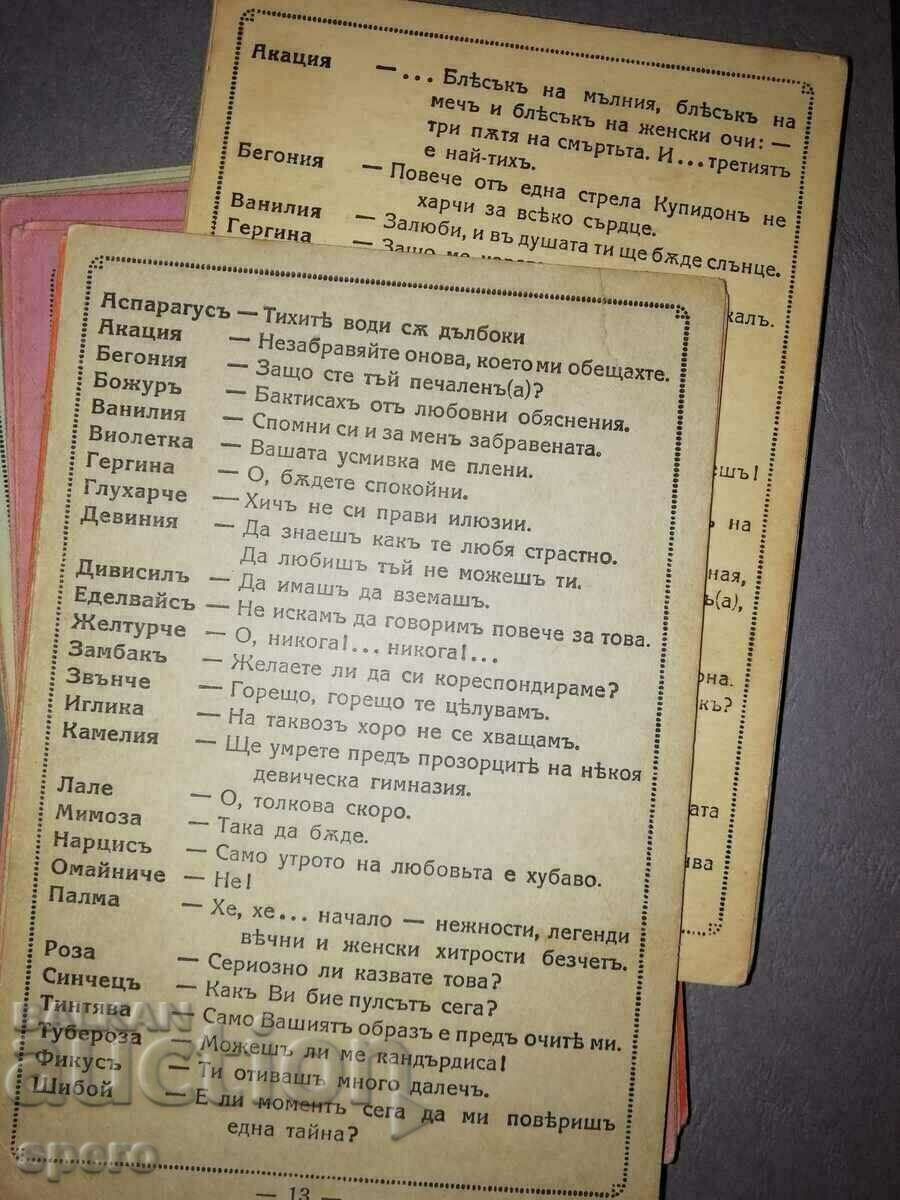 Акация — ... Блѣсъкъ на мълния, блѣсъкъ на
мечъ и блѣсъкъ на женски очи: —
три пѫтя на смъртьта. И... третиятъ
е най-тихъ.
Бегония — Повече отъ една стрела Купидонъ не
харчи за всѣко сърдце.
Ванилия — Залюби, и въ душата ти ще бѫде слънце.
Гергина — Защо ме
Аспарагусъ — Тихитѣ води сѫ дълбоки
Акация — Незабравяйте онова, което ми обещахте.
Бегония — Защо сте тъй печаленъ(а)?
Божуръ — Бактисахъ отъ любовни обяснения.
Ванилия — Спомни си и за менъ забравената.
Виолетка — Вашата усмивка ме плени.
Гергина — О, бѫдете спокойни.
Глухарче — Хичъ не си прави илюзии.
Девиния — Да знаешъ какъ те любя страстно.
Да любишъ тъй не можешъ ти.
Дивисилъ — Да имашъ да вземашъ.
Еделвайсъ — Не искамъ да говоримъ повече за това.
Желтурче — О, никога!... никога!...
Замбакъ — Желаете ли да си кореспондираме?
Звънче — Горещо, горещо те цѣлувамъ.
Иглика — На таквозъ хоро не се хващамъ.
Камелия — Ще умрете предъ прозорцитѣ на нѣкоя
девическа гимназия.
Лале — О, толкова скоро.
Мимоза — Така да бѫде.
Нарцисъ — Само утрото на любовьта е хубаво.
Омайниче — Не!
Палма — Хе, хе... начало — нежности, легенди
вѣчни и женски хитрости безчетъ.
Роза — Сериозно ли казвате това?
Синчецъ — Какъ Ви бие пулсътъ сега?
Тинтява — Само Вашиятъ образъ е предъ очитѣ ми.
Тубероза — Можешъ ли ме кандърдиса!
Фикусъ — Ти отивашъ много далечъ.
Шибой — Е ли моментъ сега да ми повѣришъ
една тайна?
— 13 —
BALKAN
auction
spero